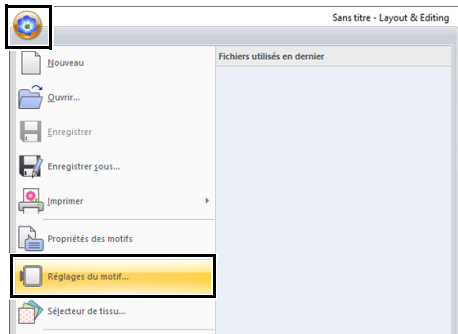 Sans titre - Layout & Editing
Fichiers utilisés en dernier
Nouveau
Ouvrir...
Enregistrer
Enregistrer sous...
Imprimer
Propriétés des motifs
Réglages du motif...
Sélecteur de tissu...